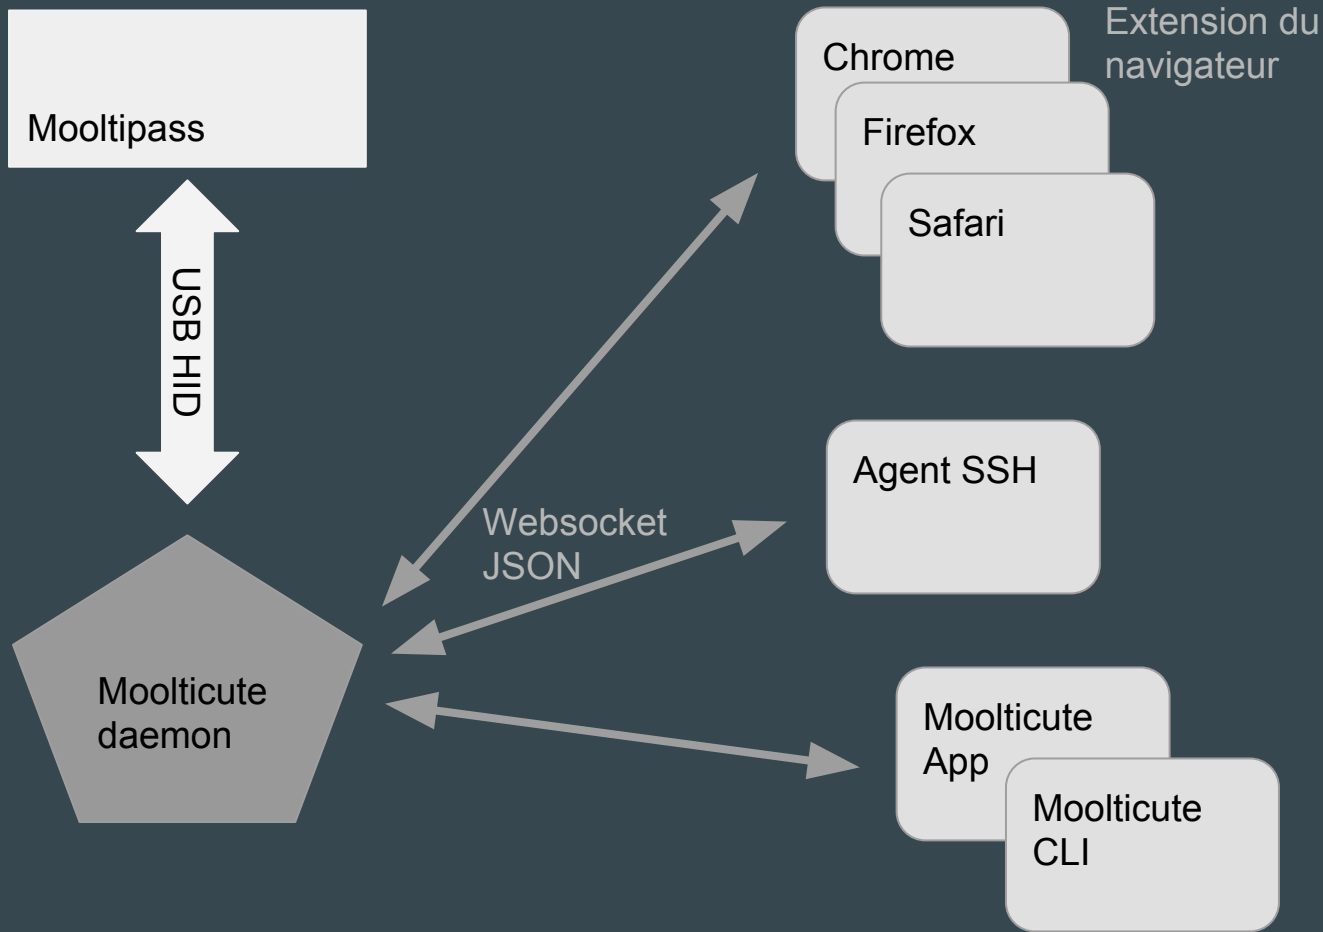 Mooltipass
USB HID
Moolticute
daemon
Websocket
JSON
Extension du
navigateur
Chrome
Firefox
Safari
Agent SSH
Moolticute
App
Moolticute
CLI